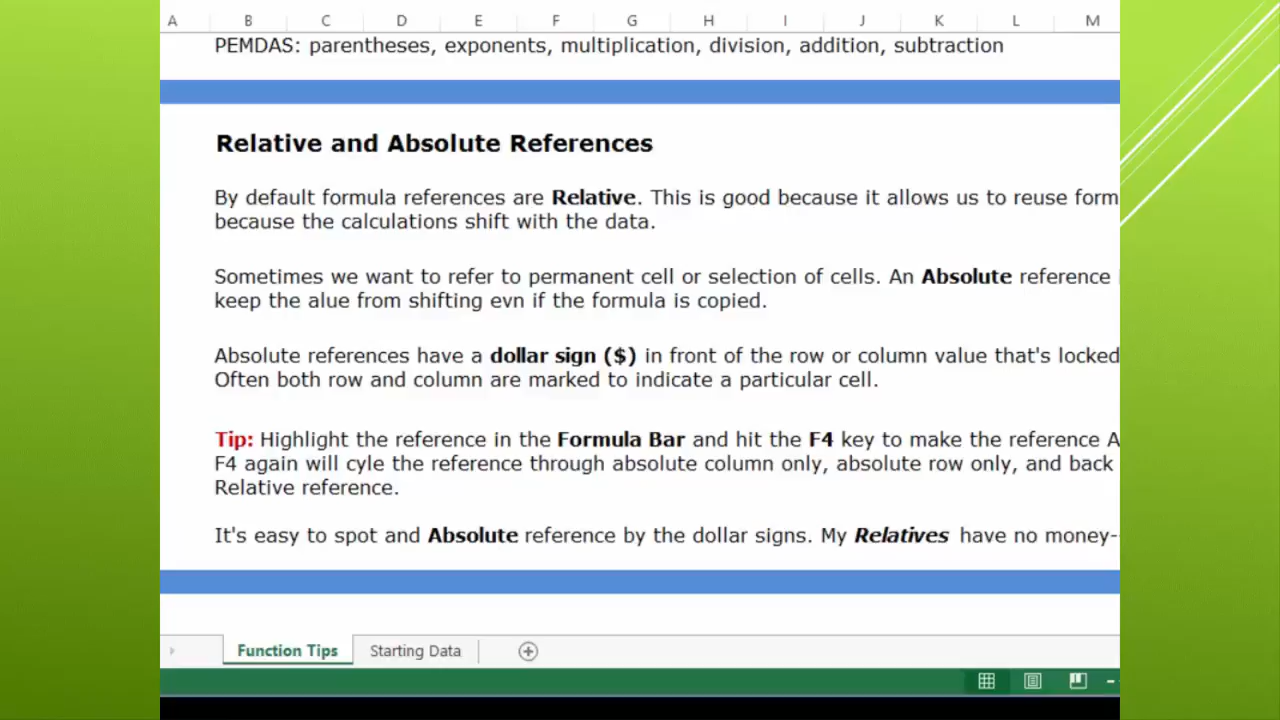 A B C D E F G H I J K L M
PEMDAS: parentheses, exponents, multiplication, division, addition, subtraction
Relative and Absolute References
By default formula references are Relative. This is good because it allows us to reuse form
because the calculations shift with the data.
Sometimes we want to refer to permanent cell or selection of cells. An Absolute reference
keep the alue from shifting evn if the formula is copied.
Absolute references have a dollar sign ($) in front of the row or column value that's locked
Often both row and column are marked to indicate a particular cell.
Tip: Highlight the reference in the Formula Bar and hit the F4 key to make the reference A
F4 again will cyle the reference through absolute column only, absolute row only, and back
Relative reference.
It's easy to spot and Absolute reference by the dollar signs. My Relatives have no money-
Function Tips Starting Data